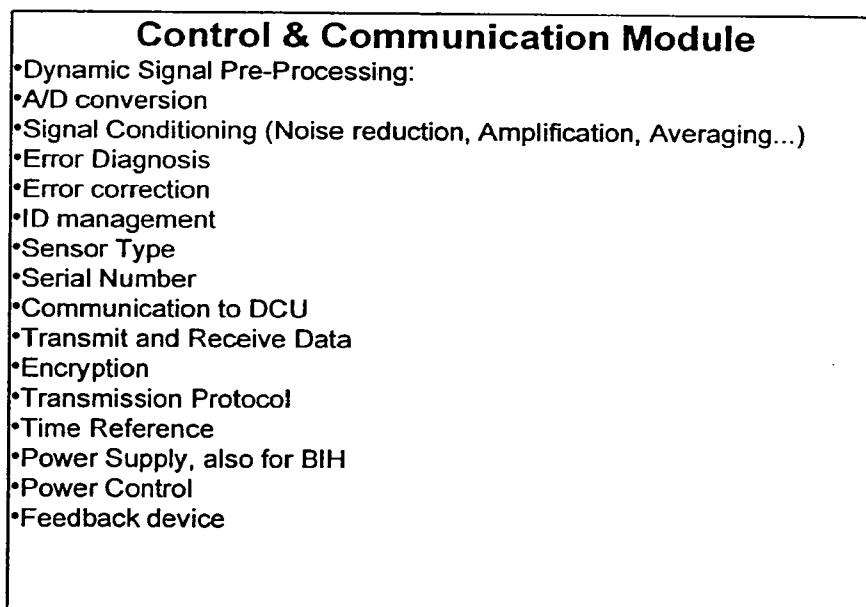 Control & Communication Module
•Dynamic Signal Pre-Processing:
•A/D conversion
•Signal Conditioning (Noise reduction, Amplification, Averaging...)
•Error Diagnosis
•Error correction
•ID management
•Sensor Type
•Serial Number
•Communication to DCU
•Transmit and Receive Data
•Encryption
•Transmission Protocol
•Time Reference
•Power Supply, also for BIH
•Power Control
•Feedback device